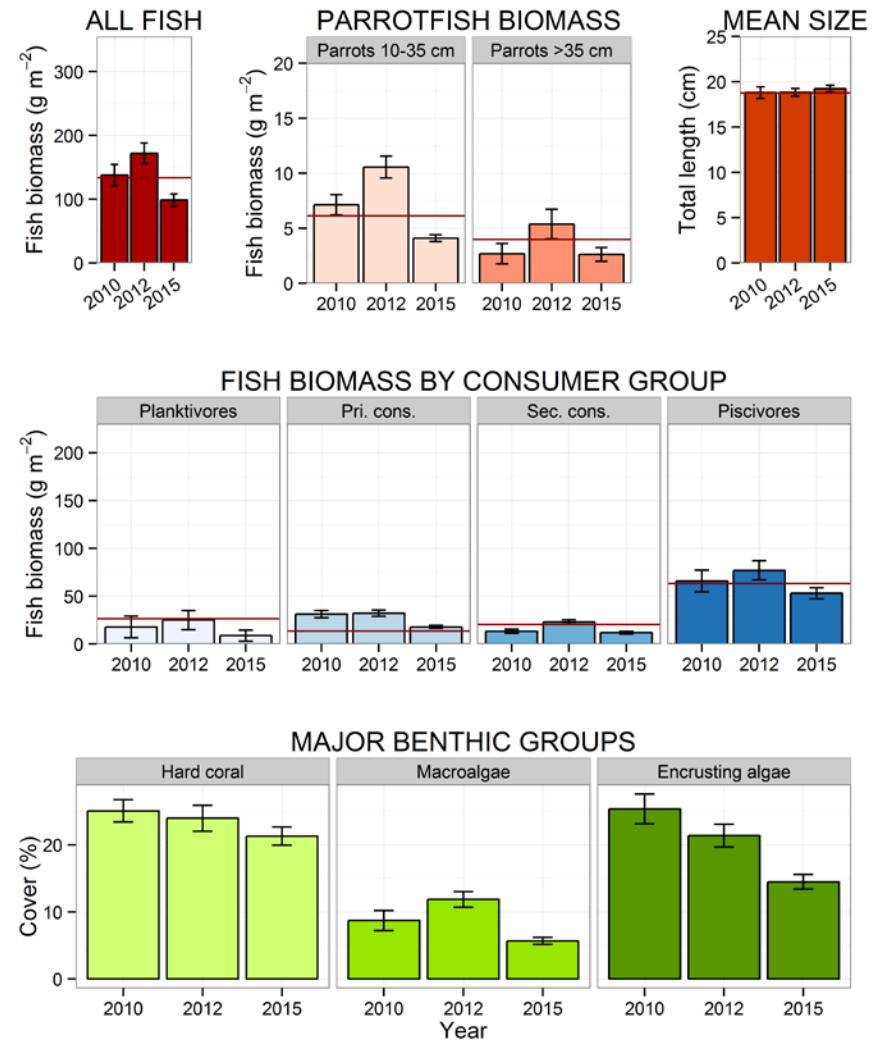 ALL FISH
PARROTFISH BIOMASS
MEAN SIZE
Fish biomass (g m⁻²)
300
200
100
0
2010
2012
2015
Parrots 10-35 cm
Parrots >35 cm
Fish biomass (g m⁻²)
20
15
10
5
0
2010
2012
2015
2010
2012
2015
Total length (cm)
25
20
15
10
5
0
2010
2012
2015
FISH BIOMASS BY CONSUMER GROUP
Planktivores
Pri. cons.
Sec. cons.
Piscivores
Fish biomass (g m⁻²)
200
150
100
50
0
2010
2012
2015
2010
2012
2015
2010
2012
2015
2010
2012
2015
MAJOR BENTHIC GROUPS
Hard coral
Macroalgae
Encrusting algae
Cover (%)
20
10
0
2010
2012
2015
2010
2012
2015
2010
2012
2015
Year